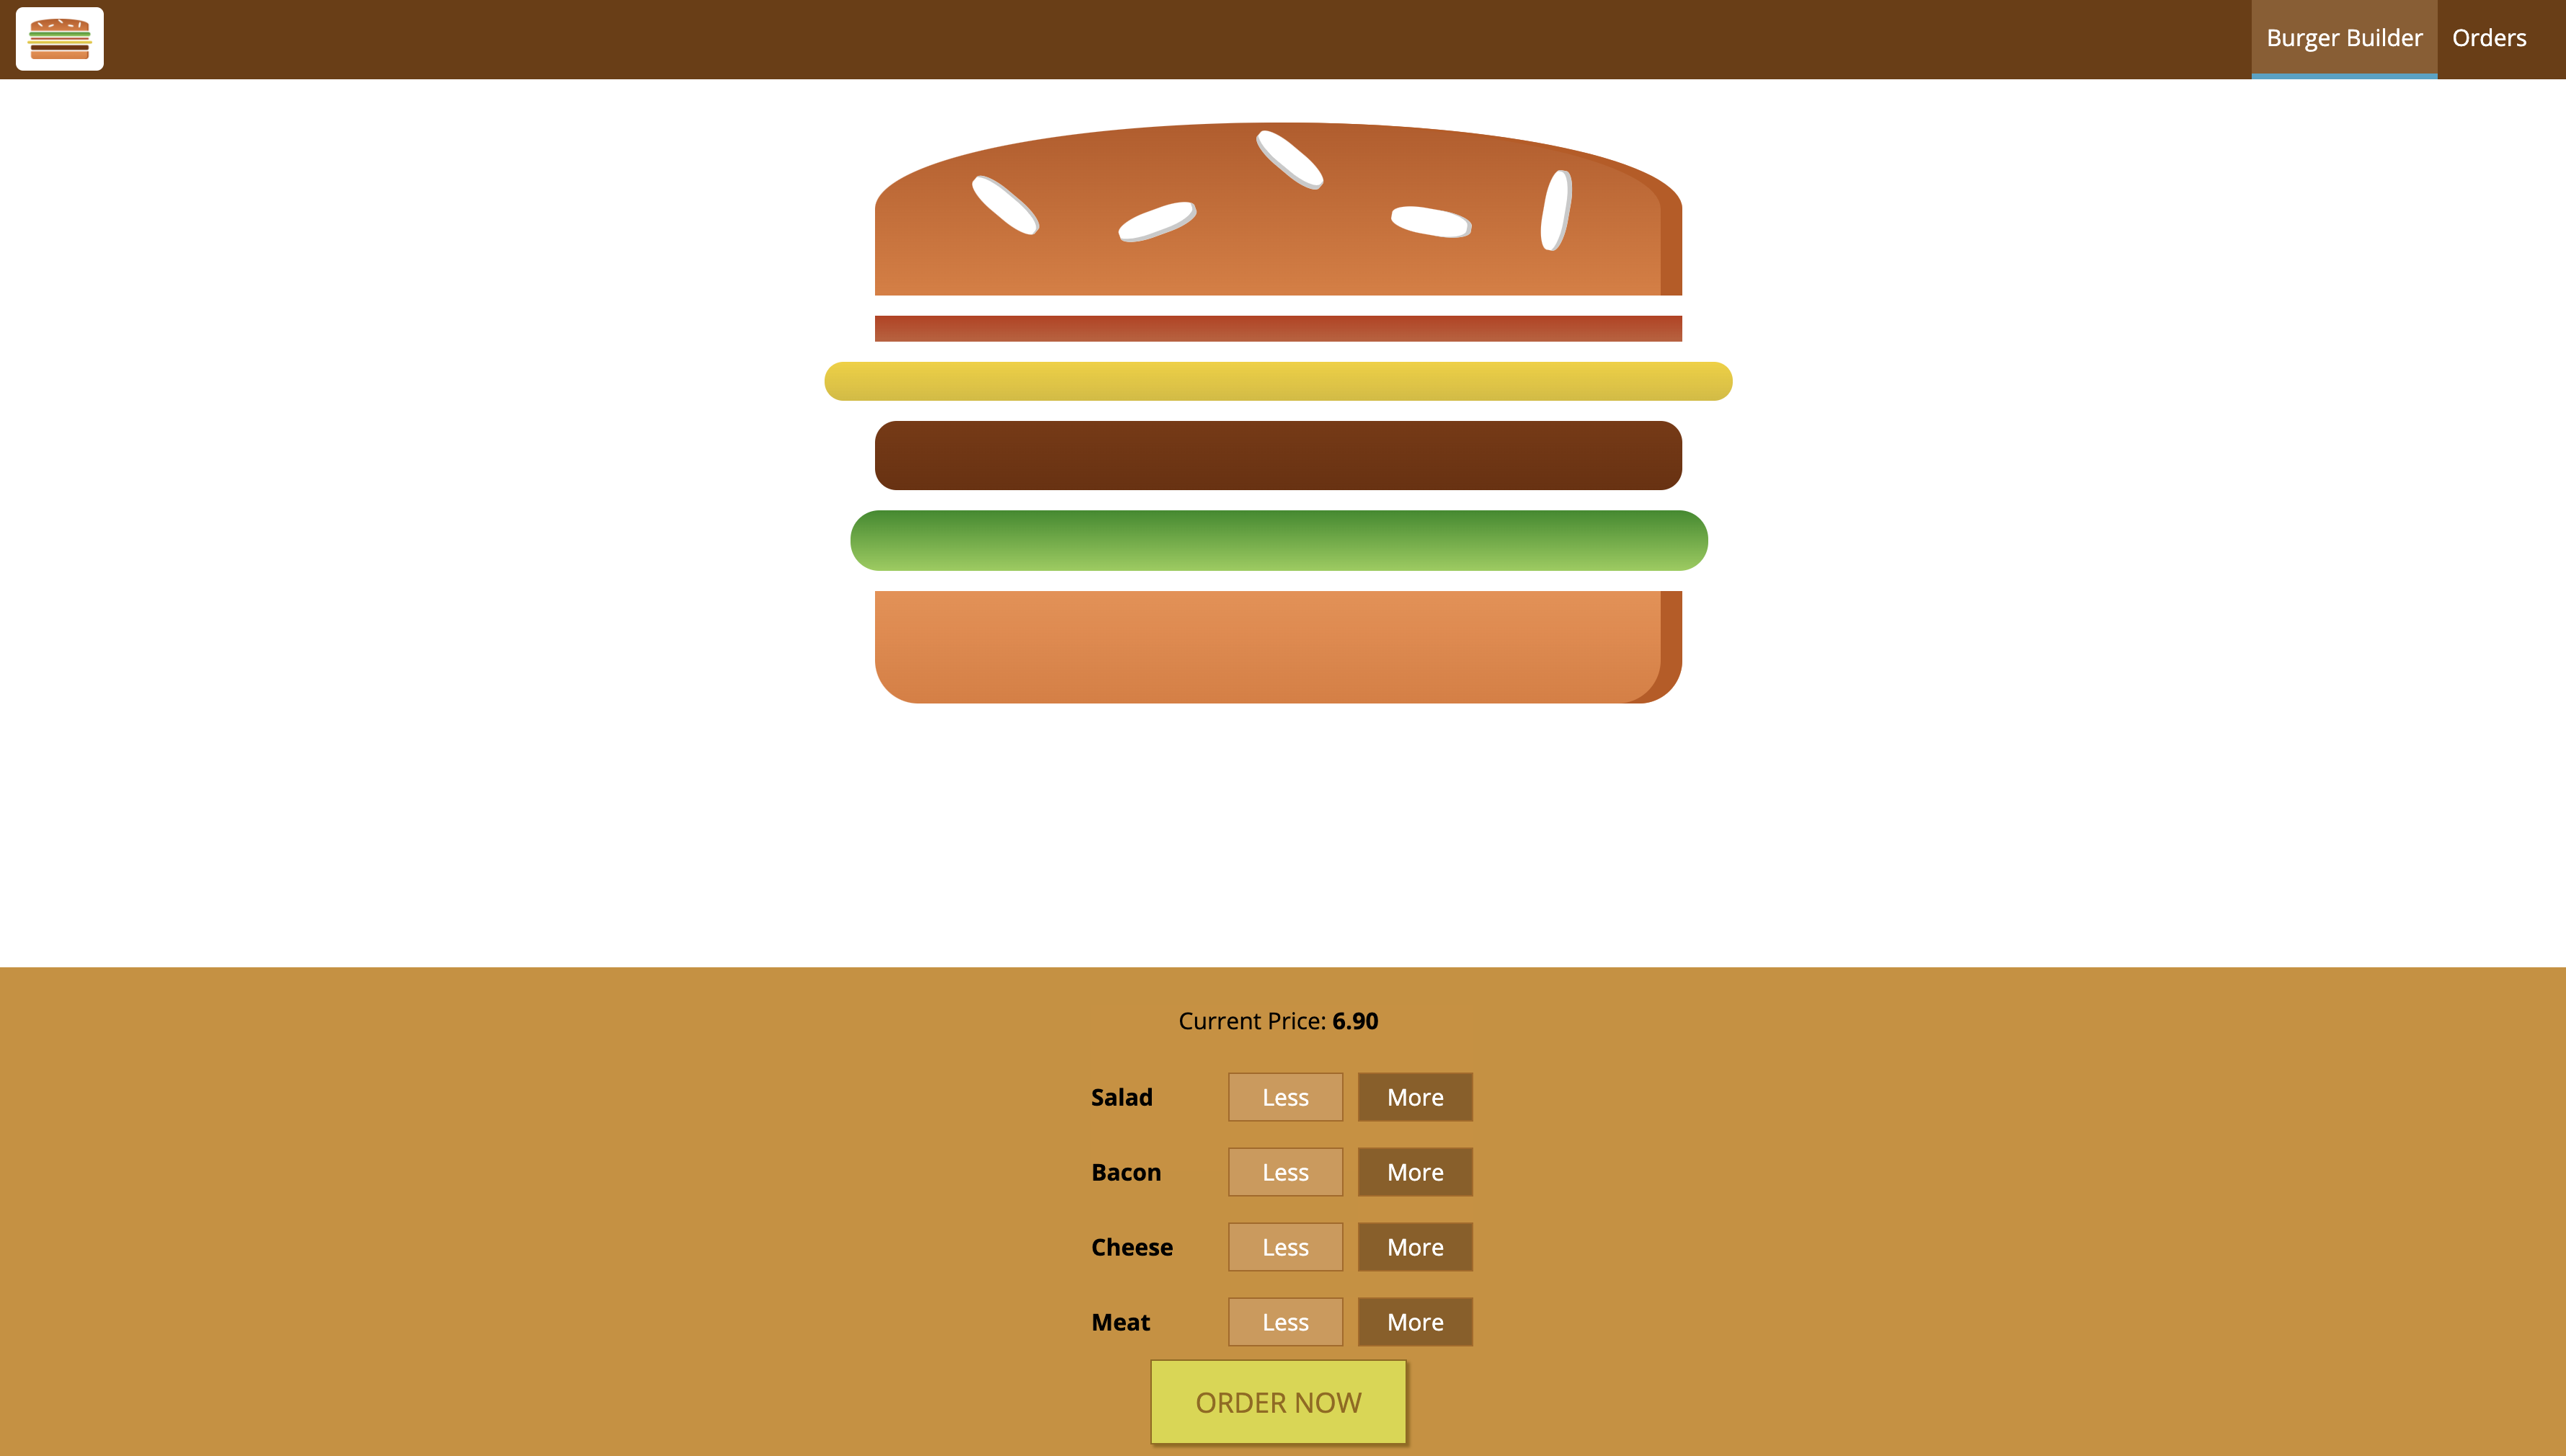 Burger Builder Orders
Current Price: 6.90
Salad Less More
Bacon Less More
Cheese Less More
Meat Less More
ORDER NOW